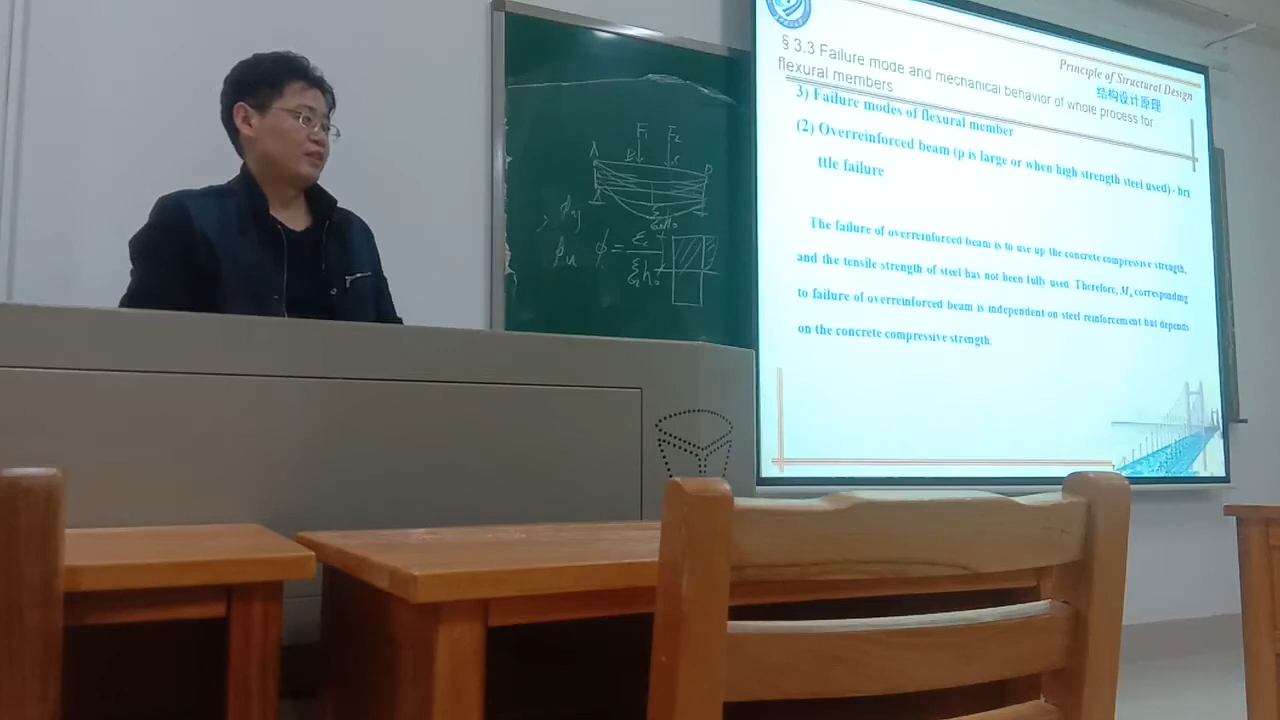 § 3.3 Failure mode and mechanical behavior of whole process for
flexural members
Principle of Structural Design
结构设计原理
3) Failure modes of flexural member
(2) Overreinforced beam (ρ is large or when high strength steel used) - bri
ttle failure
The failure of overreinforced beam is to use up the concrete compressive strength,
and the tensile strength of steel has not been fully used. Therefore, Mu corresponding
to failure of overreinforced beam is independent on steel reinforcement but depends
on the concrete compressive strength.
F₁ F₂
A B C D
φy
φu φ = εc / ξh₀